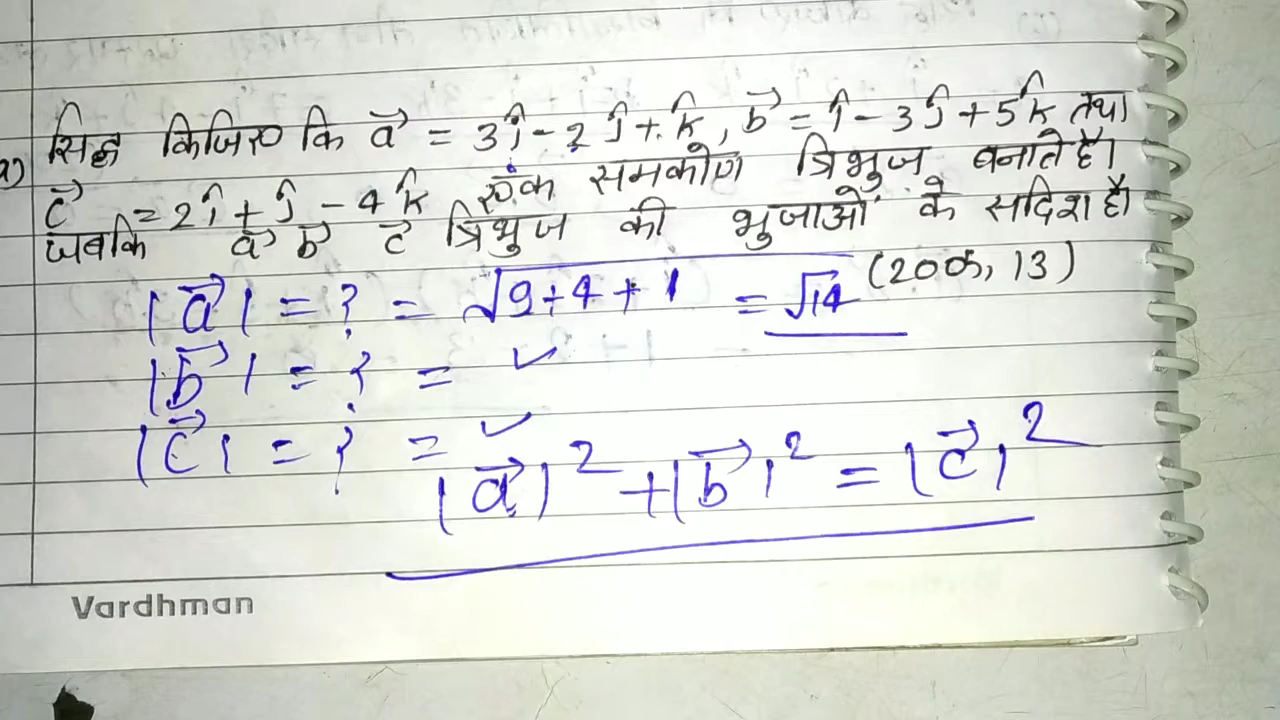 a) सिद्ध किजिए कि a⃗ = 3î - 2ĵ + k̂, b⃗ = î - 3ĵ + 5k̂ तथा
c⃗ = 2î + ĵ - 4k̂ एक समकोण त्रिभुज बनाते है।
जबकि a⃗ b⃗ c⃗ त्रिभुज की भुजाओं के सदिश है।
(200, 13)
|a⃗| = ? = √9+4+1 = √14
|b⃗| = ? = ✓
|c⃗| = ? = ✓
|a⃗|² + |b⃗|² = |c⃗|²
Vardhman